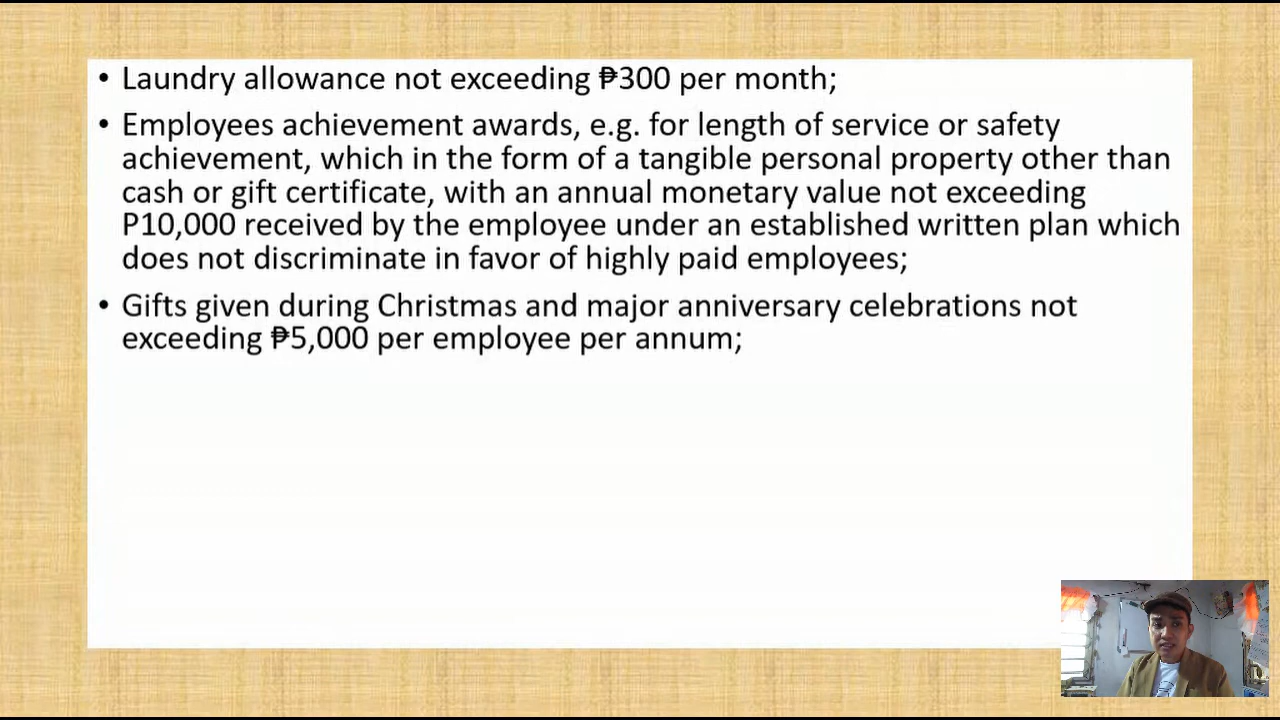 • Laundry allowance not exceeding ₱300 per month;
• Employees achievement awards, e.g. for length of service or safety
achievement, which in the form of a tangible personal property other than
cash or gift certificate, with an annual monetary value not exceeding
P10,000 received by the employee under an established written plan which
does not discriminate in favor of highly paid employees;
• Gifts given during Christmas and major anniversary celebrations not
exceeding ₱5,000 per employee per annum;